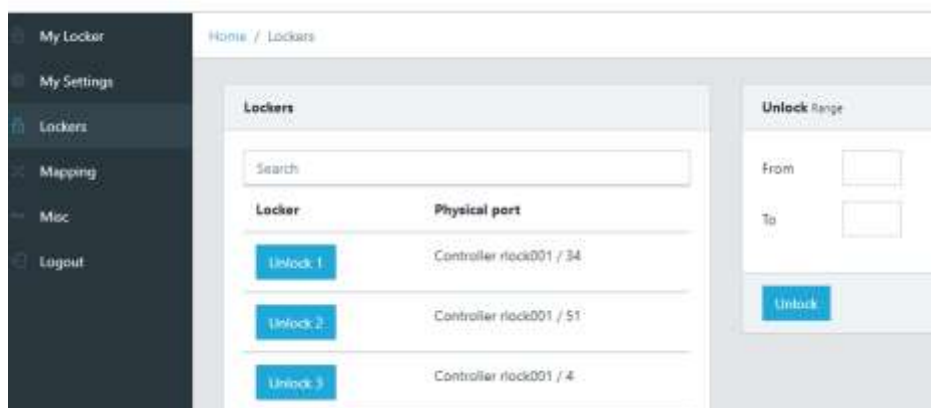 My Locker
My Settings
Lockers
Mapping
Misc
Logout
Home / Lockers
Lockers
Search
Locker Physical port
Unlock 1 Controller rlock001 / 34
Unlock 2 Controller rlock001 / 51
Unlock 3 Controller rlock001 / 4
Unlock Range
From
To
Unlock